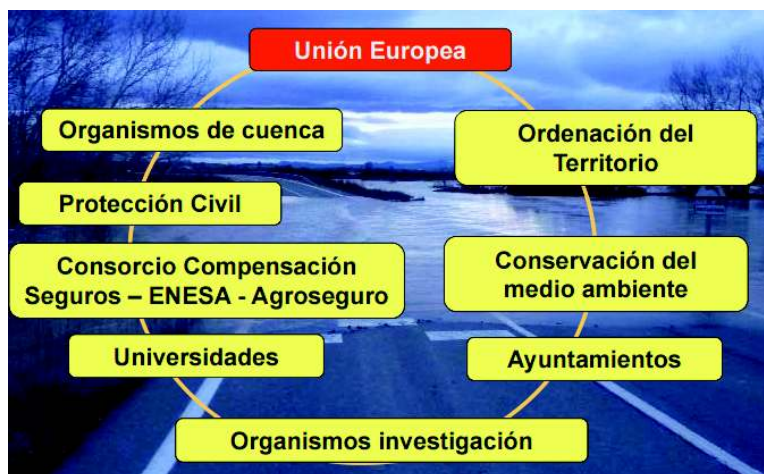 Unión Europea
Organismos de cuenca
Ordenación del
Territorio
Protección Civil
Consorcio Compensación
Seguros – ENESA - Agroseguro
Conservación del
medio ambiente
Universidades
Ayuntamientos
Organismos investigación